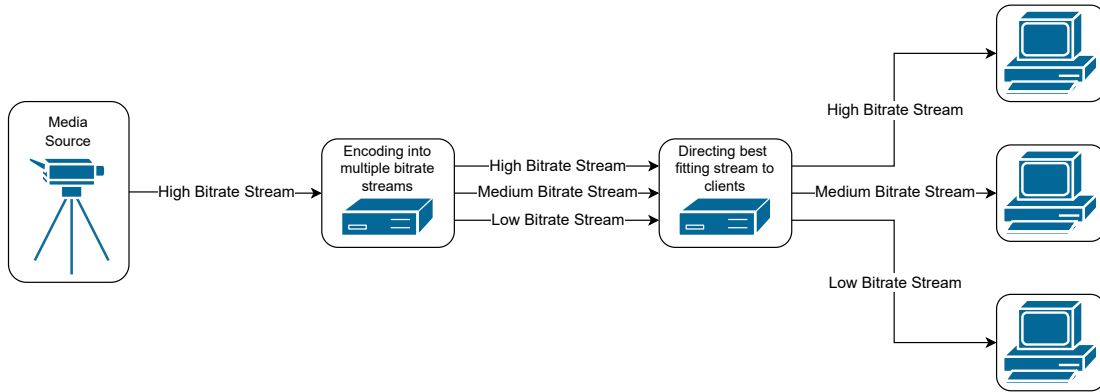 Media
Source
High Bitrate Stream
Encoding into
multiple bitrate
streams
High Bitrate Stream
Medium Bitrate Stream
Low Bitrate Stream
Directing best
fitting stream to
clients
High Bitrate Stream
Medium Bitrate Stream
Low Bitrate Stream